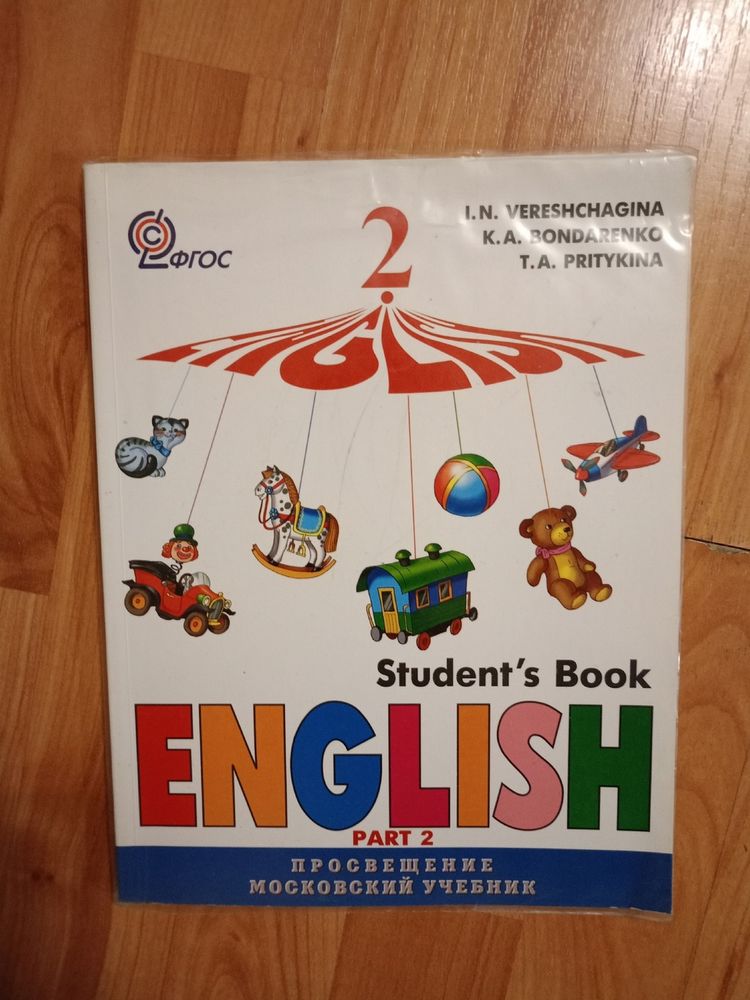 I.N. VERESHCHAGINA
K.A. BONDARENKO
T.A. PRITYKINA
ФГОС
2
ENGLISH
Student's Book
ENGLISH
PART 2
ПРОСВЕЩЕНИЕ
МОСКОВСКИЙ УЧЕБНИК